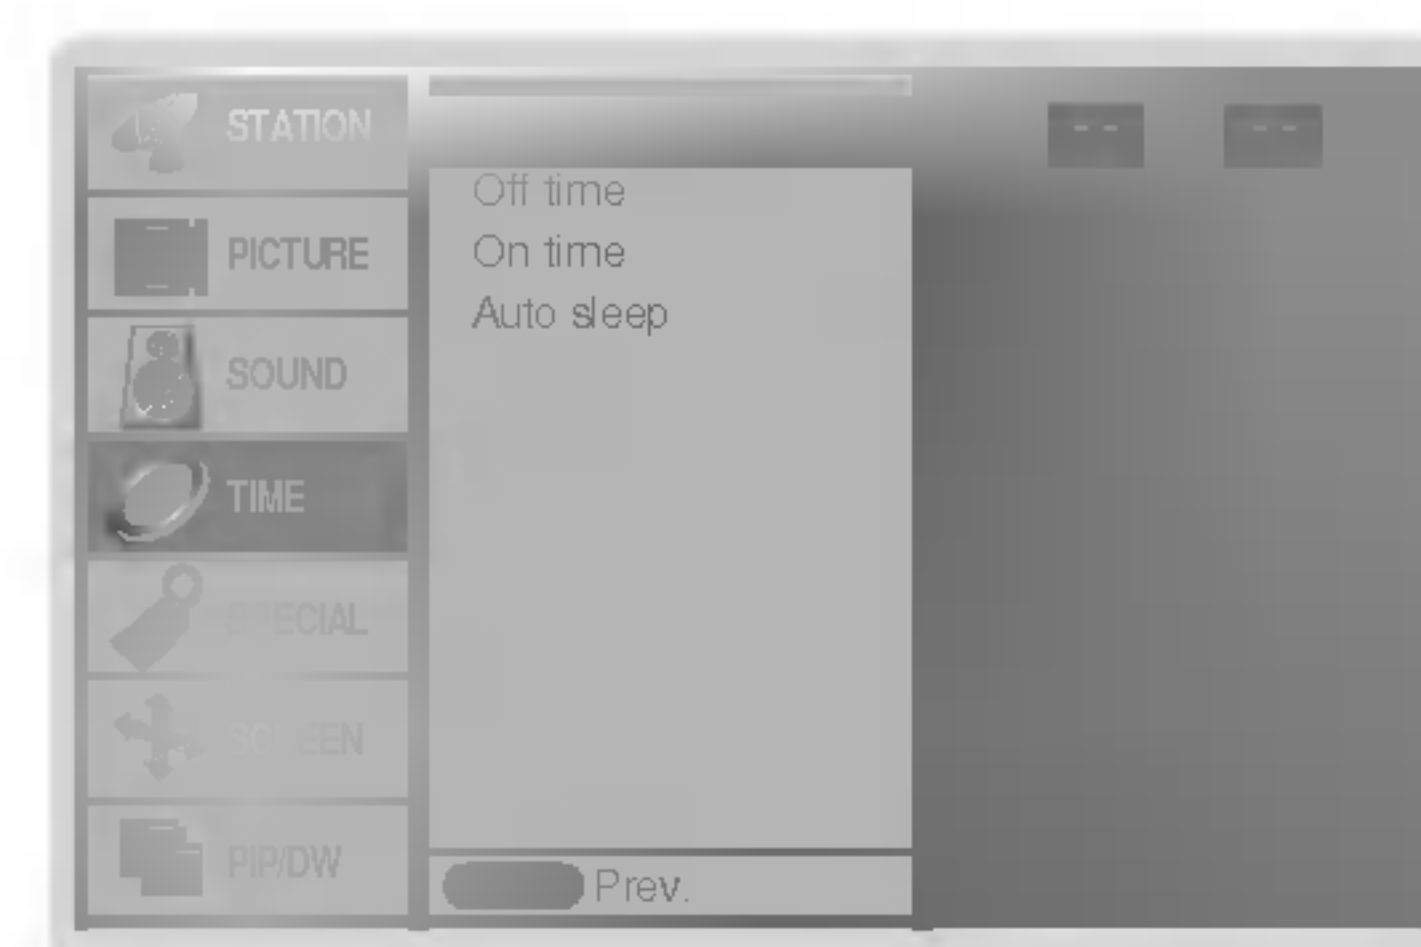 STATION
PICTURE
SOUND
TIME
SPECIAL
SCREEN
PIP/DW
Off time
On time
Auto sleep
Prev.
-- --